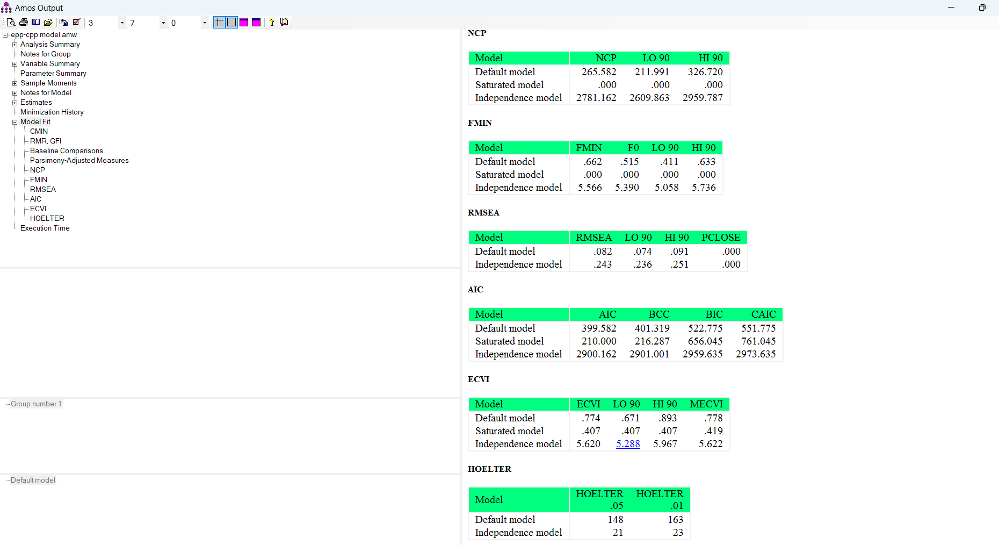 Amos Output
3 7 0
epp-cpp model.amw
Analysis Summary
Notes for Group
Variable Summary
Parameter Summary
Sample Moments
Notes for Model
Estimates
Minimization History
Model Fit
CMIN
RMR, GFI
Baseline Comparisons
Parsimony-Adjusted Measures
NCP
FMIN
RMSEA
AIC
ECVI
HOELTER
Execution Time
Group number 1
Default model
NCP
Model NCP LO 90 HI 90
Default model 265.582 211.991 326.720
Saturated model .000 .000 .000
Independence model 2781.162 2609.863 2959.787
FMIN
Model FMIN F0 LO 90 HI 90
Default model .662 .515 .411 .633
Saturated model .000 .000 .000 .000
Independence model 5.566 5.390 5.058 5.736
RMSEA
Model RMSEA LO 90 HI 90 PCLOSE
Default model .082 .074 .091 .000
Independence model .243 .236 .251 .000
AIC
Model AIC BCC BIC CAIC
Default model 399.582 401.319 522.775 551.775
Saturated model 210.000 216.287 656.045 761.045
Independence model 2900.162 2901.001 2959.635 2973.635
ECVI
Model ECVI LO 90 HI 90 MECVI
Default model .774 .671 .893 .778
Saturated model .407 .407 .407 .419
Independence model 5.620 5.288 5.967 5.622
HOELTER
Model HOELTER .05 HOELTER .01
Default model 148 163
Independence model 21 23